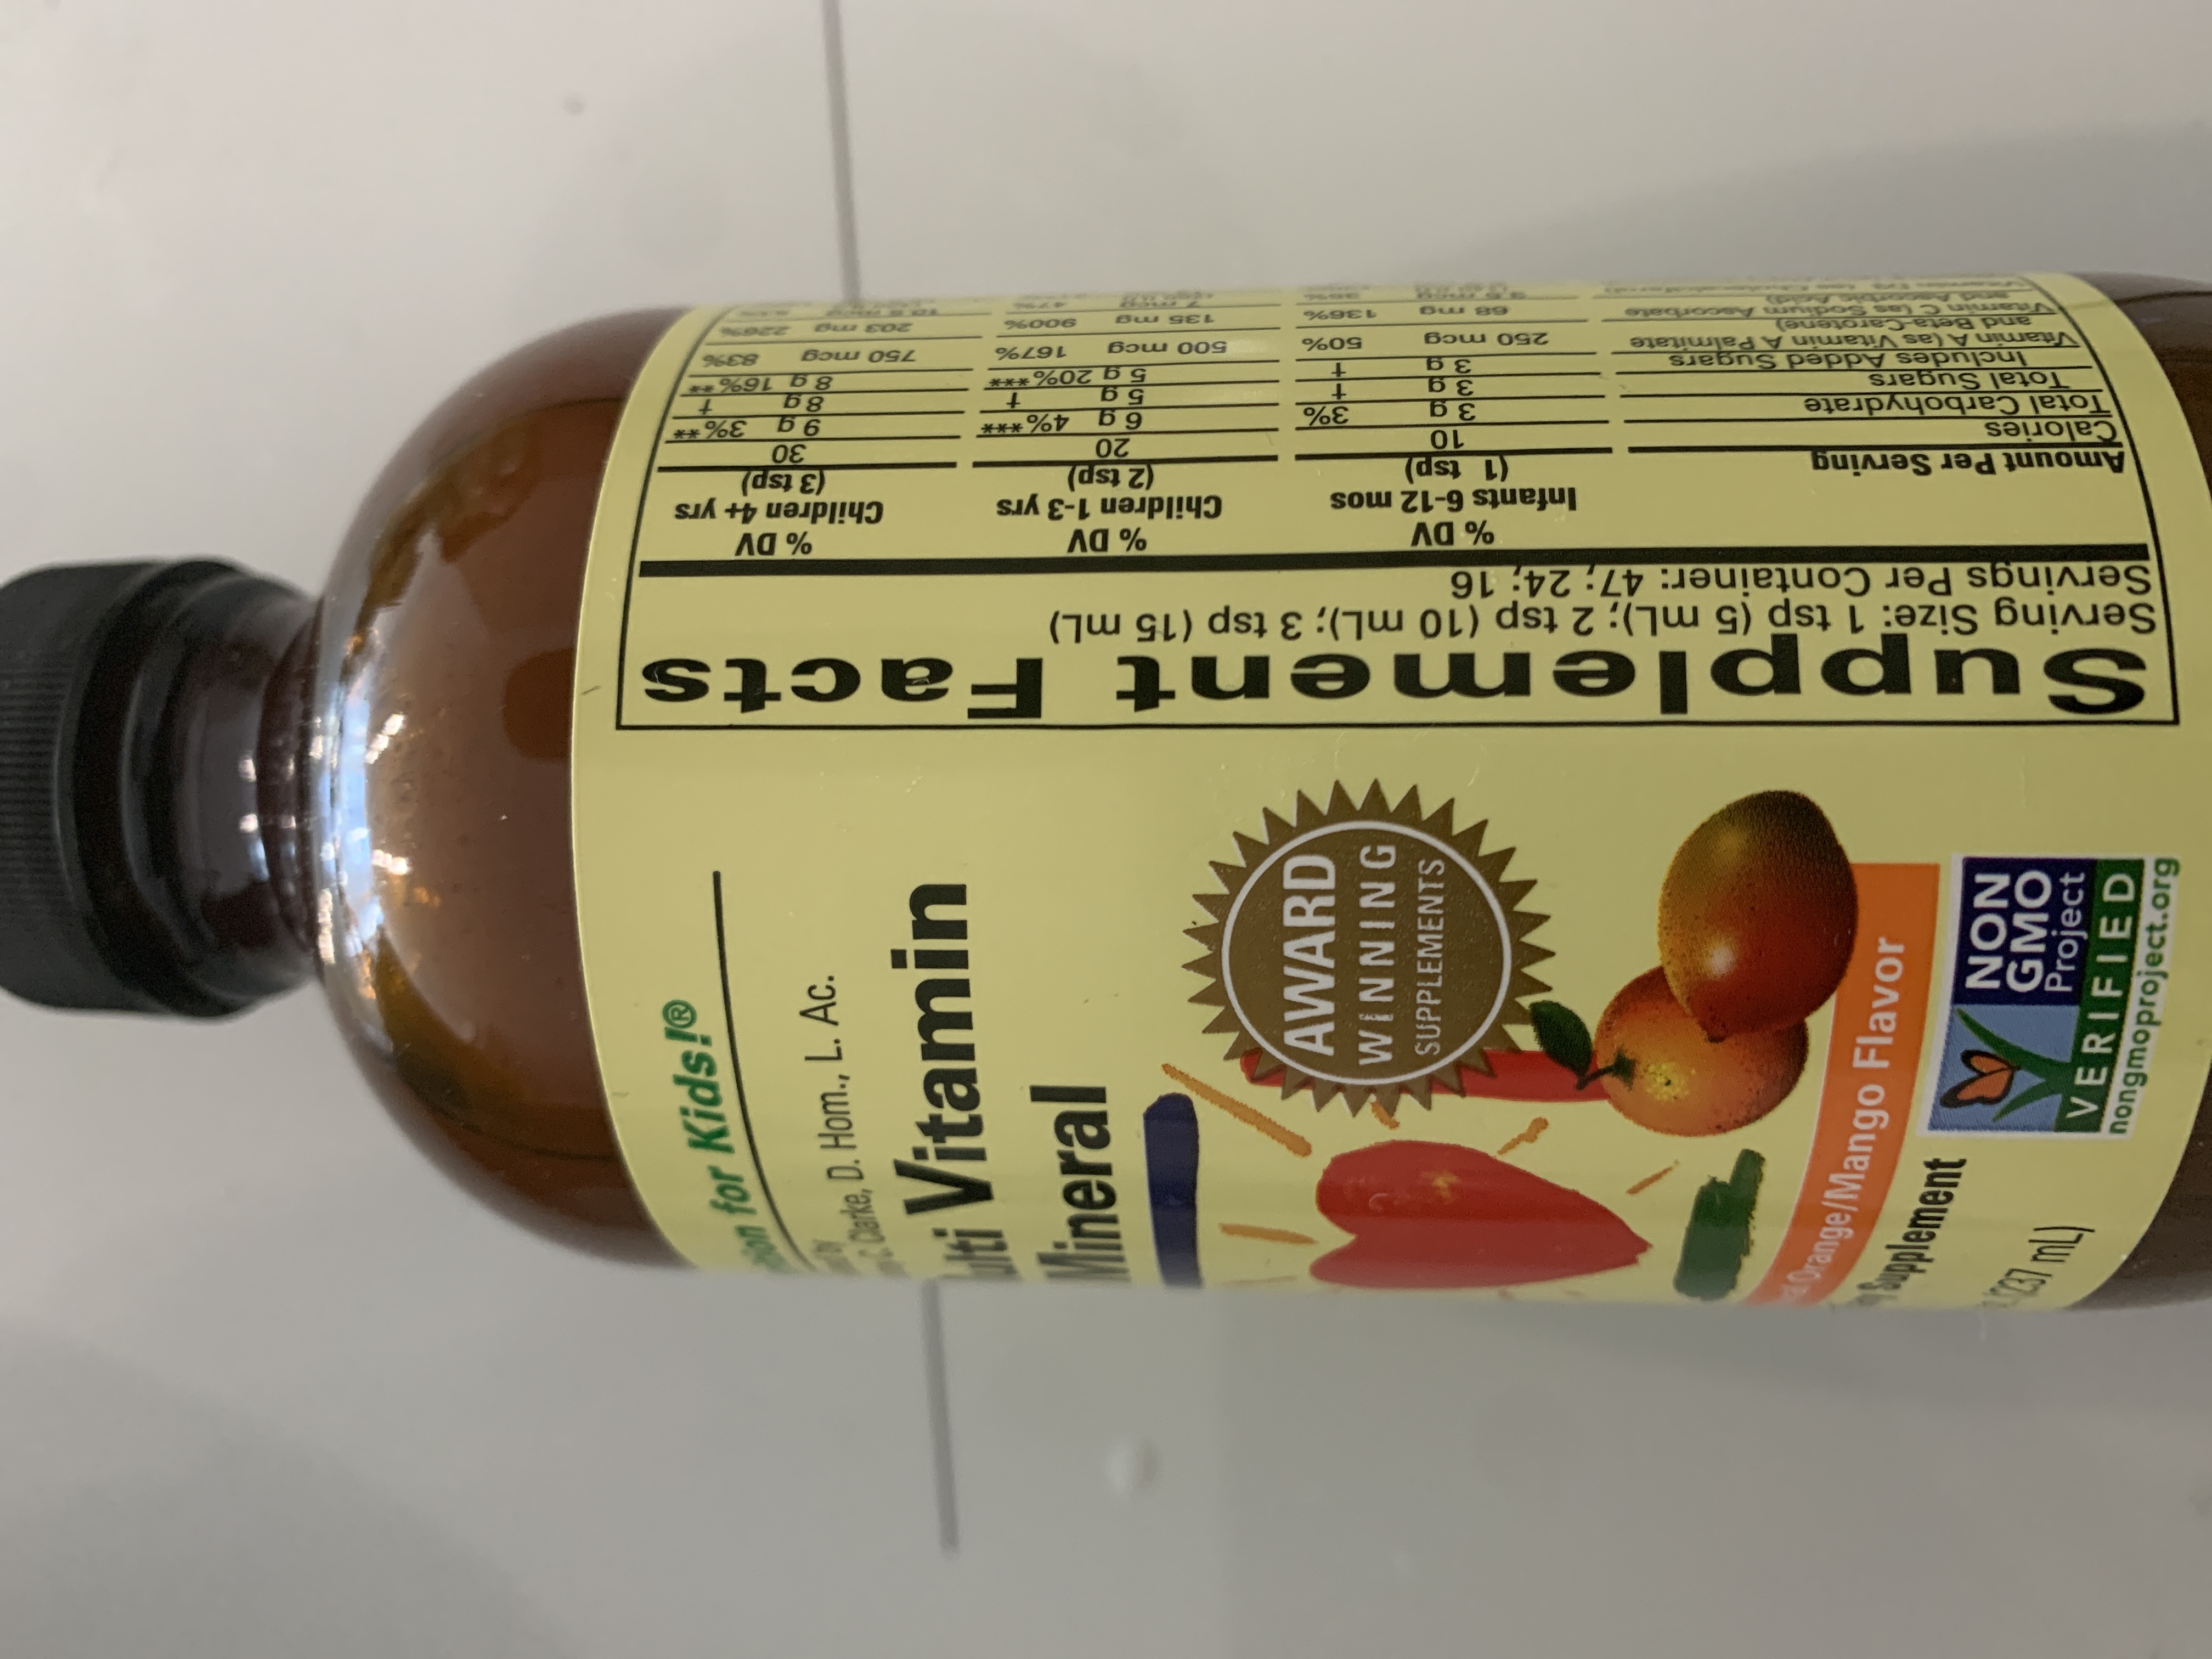 for Kids!®
Clarke, D. Hom., L. Ac.
Vitamin
Mineral
AWARD
WINNING
SUPPLEMENTS
Orange/Mango Flavor
Supplement
(237 mL)
NON
GMO
Project
VERIFIED
nongmoproject.org
Supplement Facts
Serving Size: 1 tsp (5 mL); 2 tsp (10 mL); 3 tsp (15 mL)
Servings Per Container: 47; 24; 16
% DV % DV % DV
Infants 6-12 mos Children 1-3 yrs Children 4+ yrs
Amount Per Serving (1 tsp) (2 tsp) (3 tsp)
Calories 10 20 30
Total Carbohydrate 3 g 3% 6 g 4%*** 9 g 3%**
Total Sugars 3 g † 5 g † 8 g †
Includes Added Sugars 3 g † 5 g 20%*** 8 g 16%**
Vitamin A (as Vitamin A Palmitate 250 mcg 50% 500 mcg 167% 750 mcg 83%
and Beta-Carotene)
Vitamin C (as Sodium Ascorbate 68 mg 136% 135 mg 900% 203 mg 226%
and Ascorbic Acid)